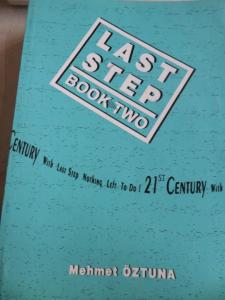 LAST
STEP
BOOK TWO
CENTURY With Last Step Nothing Left To Do! 21ST CENTURY With
Mehmet ÖZTUNA